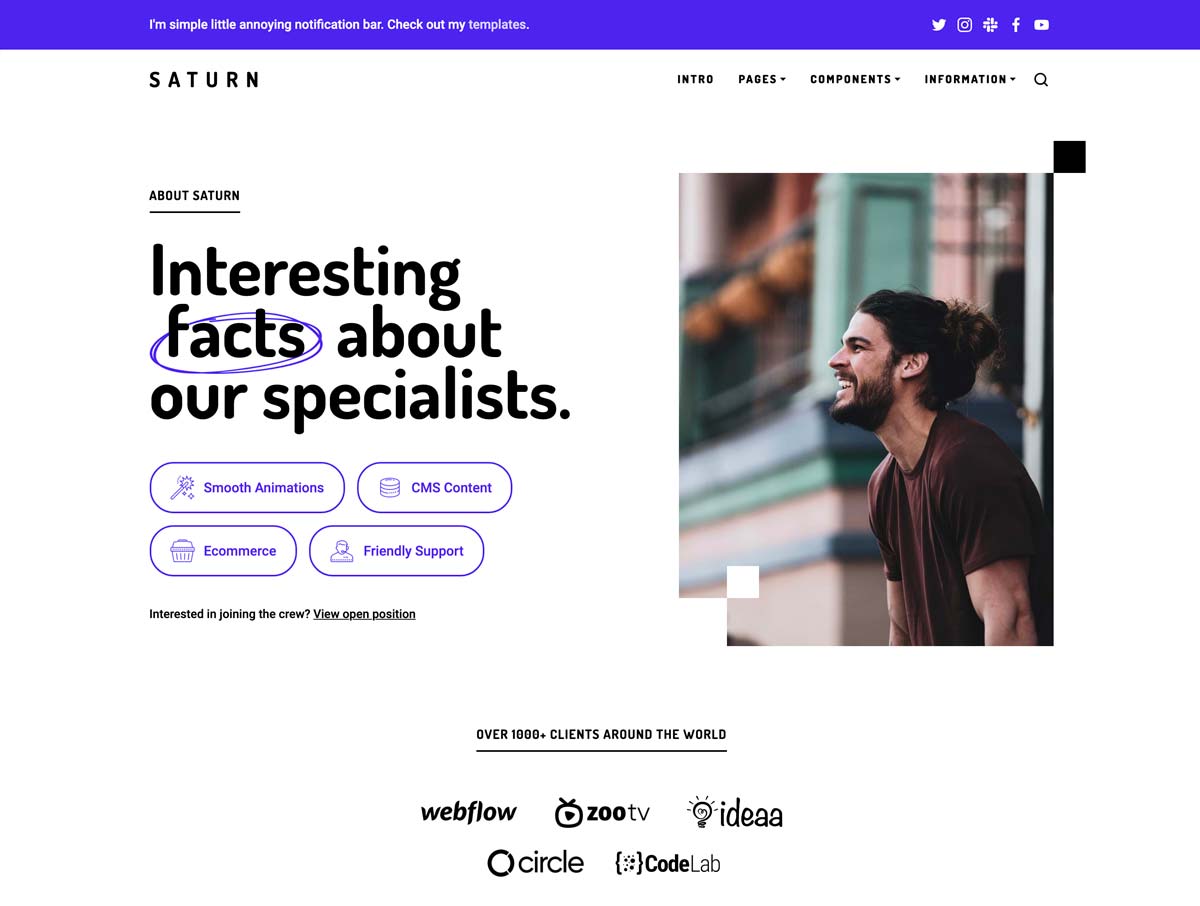 I'm simple little annoying notification bar. Check out my templates.
SATURN
INTRO PAGES COMPONENTS INFORMATION
ABOUT SATURN
Interesting
facts about
our specialists.
Smooth Animations CMS Content
Ecommerce Friendly Support
Interested in joining the crew? View open position
OVER 1000+ CLIENTS AROUND THE WORLD
webflow zootv ideaa
circle {}CodeLab